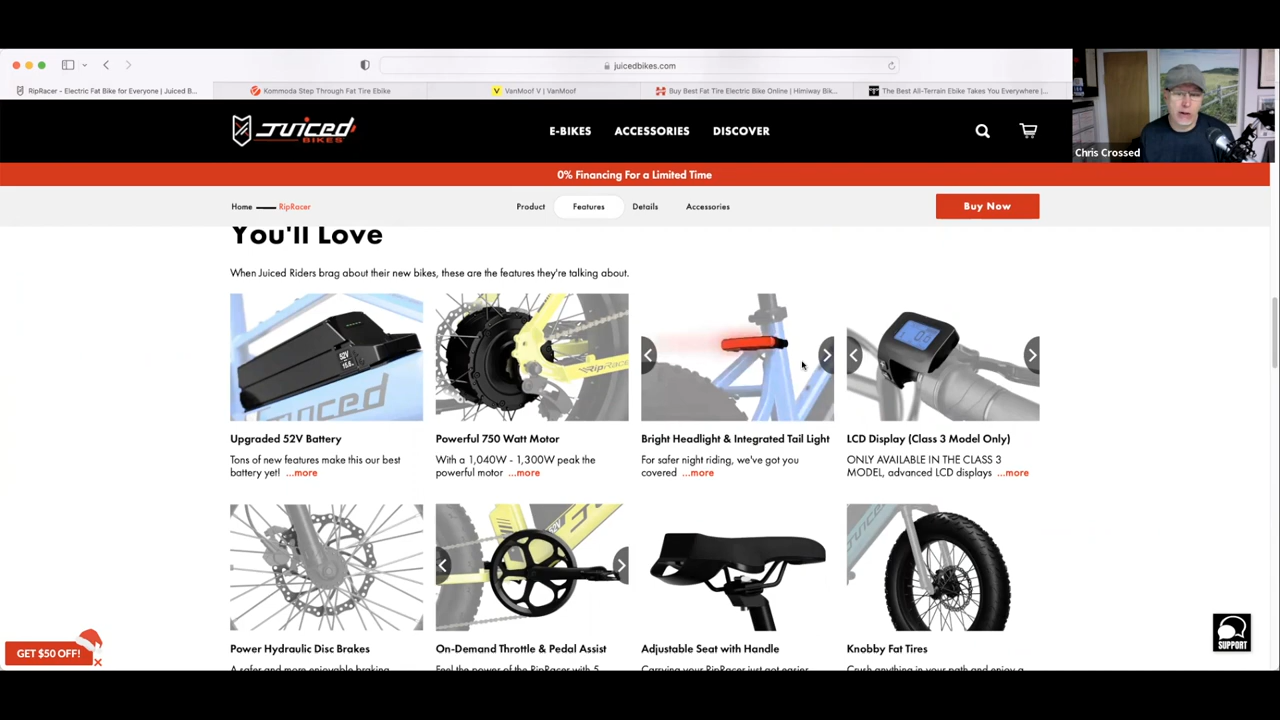 juicedbikes.com
RipRacer - Electric Fat Bike for Everyone | Juiced B...
Kommoda Step Through Fat Tire Ebike
VanMoof V | VanMoof
Buy Best Fat Tire Electric Bike Online | Himiway Bik...
The Best All-Terrain Ebike Takes You Everywhere |...
Chris Crossed
JUICED
BIKES
E-BIKES
ACCESSORIES
DISCOVER
0% Financing For a Limited Time
Home
RipRacer
Product
Features
Details
Accessories
Buy Now
You'll Love
When Juiced Riders brag about their new bikes, these are the features they're talking about.
52V
Juiced
RipRace
Upgraded 52V Battery
Tons of new features make this our best
battery yet! ...more
Powerful 750 Watt Motor
With a 1,040W - 1,300W peak the
powerful motor ...more
Bright Headlight & Integrated Tail Light
For safer night riding, we've got you
covered ...more
LCD Display (Class 3 Model Only)
ONLY AVAILABLE IN THE CLASS 3
MODEL, advanced LCD displays ...more
52V
Power Hydraulic Disc Brakes
A safer and more enjoyable braking
On-Demand Throttle & Pedal Assist
Feel the power of the RipRacer with 5
Adjustable Seat with Handle
Carrying your RipRacer just got easier
Knobby Fat Tires
Crush anything in your path and enjoy a
GET $50 OFF!
SUPPORT